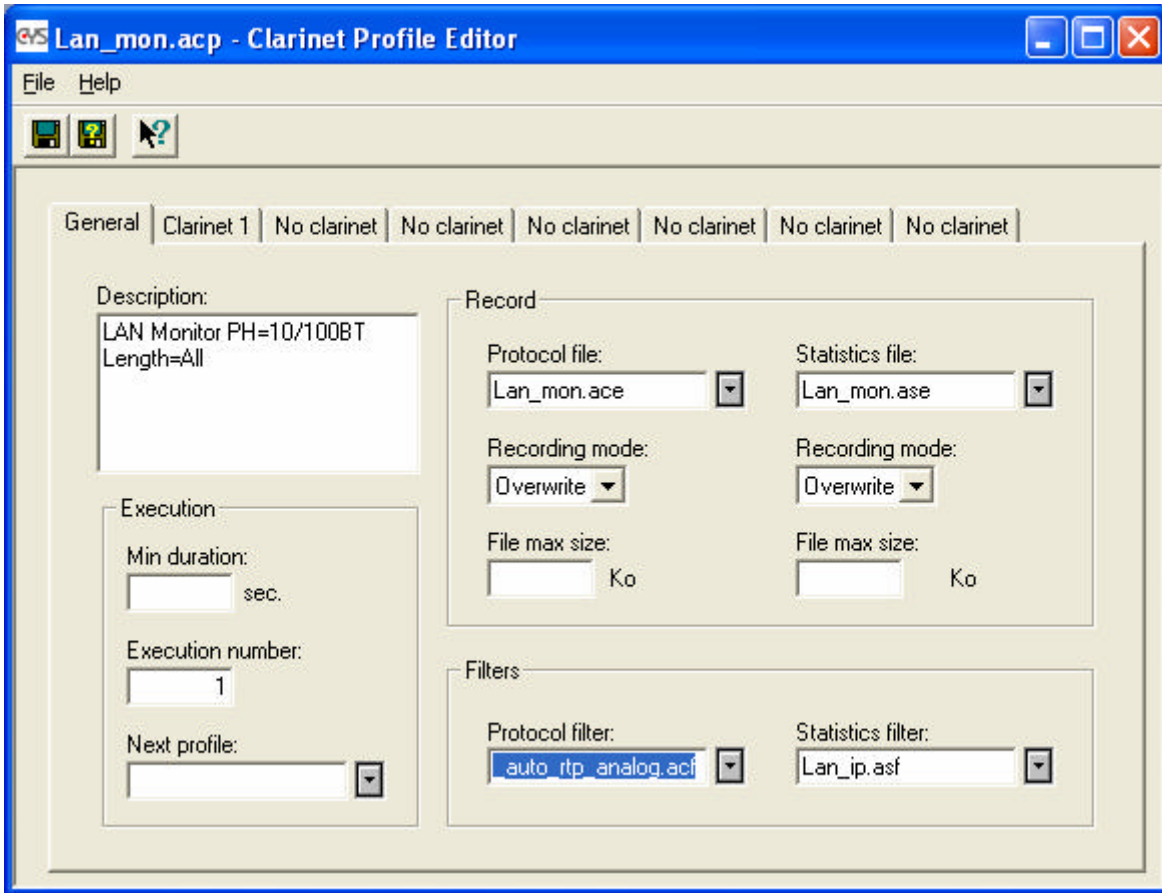 GYS Lan_mon.acp - Clarinet Profile Editor
File Help
General Clarinet 1 No clarinet No clarinet No clarinet No clarinet No clarinet No clarinet
Description:
LAN Monitor PH=10/100BT
Length=All
Execution
Min duration:
sec.
Execution number:
1
Next profile:
Record
Protocol file: Statistics file:
Lan_mon.ace Lan_mon.ase
Recording mode: Recording mode:
Overwrite Overwrite
File max size: File max size:
Ko Ko
Filters
Protocol filter: Statistics filter:
_auto_rtp_analog.acf Lan_ip.asf